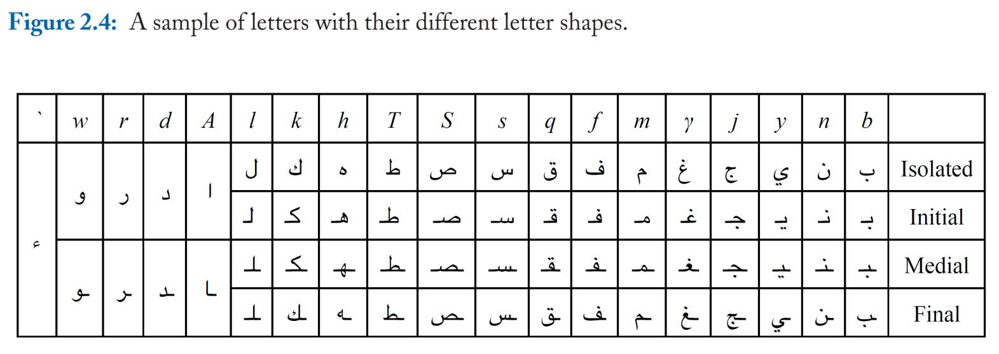 Figure 2.4: A sample of letters with their different letter shapes.
` w r d A l k h T S s q f m γ j y n b
ء و ر د ا ل ك ه ط ص س ق ف م غ ج ي ن ب Isolated
لـ كـ هـ طـ صـ سـ قـ فـ مـ غـ جـ يـ نـ بـ Initial
ـو ـر ـد ـا ـلـ ـكـ ـهـ ـطـ ـصـ ـسـ ـقـ ـفـ ـمـ ـغـ ـجـ ـيـ ـنـ ـبـ Medial
ـلـ ـك ـه ـط ـص ـس ـق ـف ـم ـغ ـج ـي ـن ـب Final